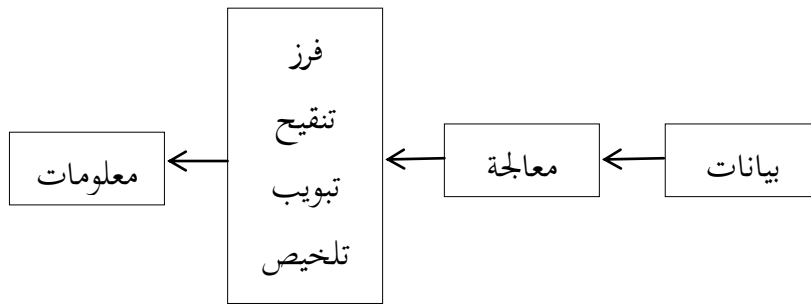 بيانات
معالجة
فرز
تنقيح
تبويب
تلخيص
معلومات